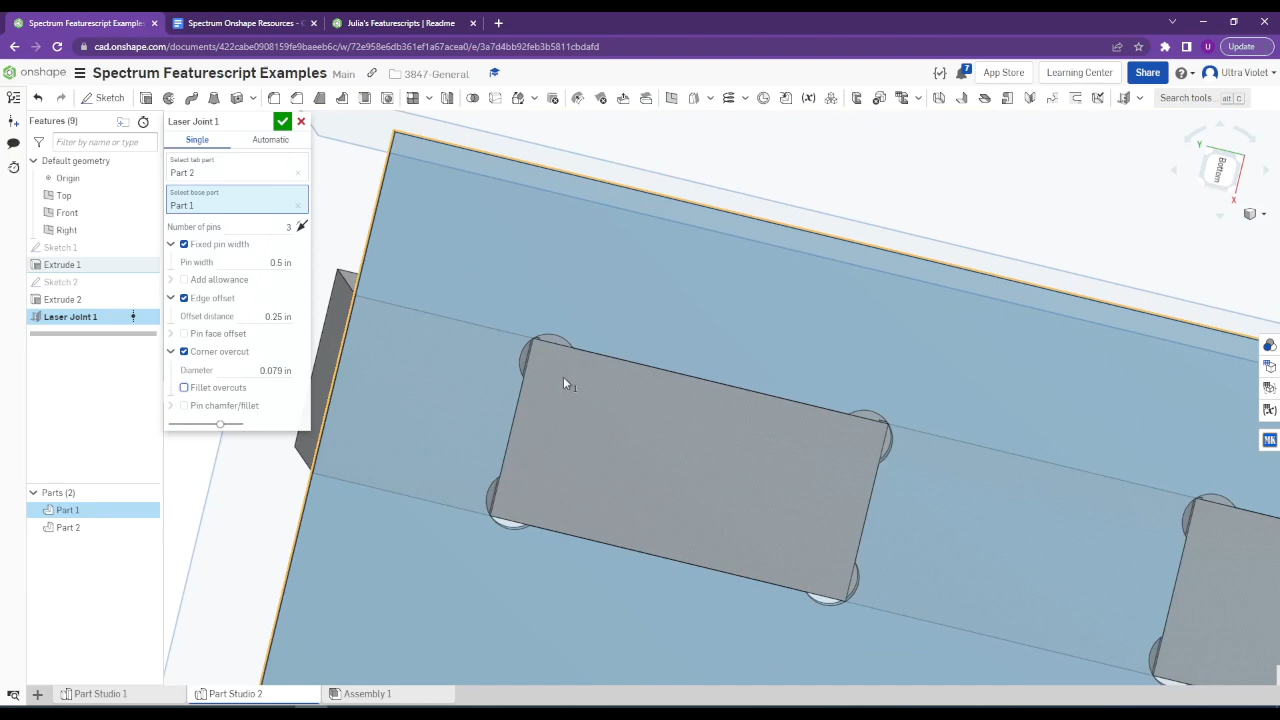 Spectrum Featurescript Examples
Spectrum Onshape Resources -
Julia's Featurescripts | Readme
cad.onshape.com/documents/422cabe0908159fe9baeeb6c/w/72e958e6db361ef1a67acea0/e/3a7d4bb92feb3b5811cbdafd
U
Update
onshape
Spectrum Featurescript Examples
Main
3847-General
7
App Store
Learning Center
Share
Ultra Violet
Sketch
Search tools...
alt
C
Features (9)
Filter by name or type
Default geometry
Origin
Top
Front
Right
Sketch 1
Extrude 1
Sketch 2
Extrude 2
Laser Joint 1
Parts (2)
Part 1
Part 2
Laser Joint 1
Single
Automatic
Select tab part
Part 2
Select base part
Part 1
Number of pins
3
Fixed pin width
Pin width
0.5 in
Add allowance
Edge offset
Offset distance
0.25 in
Pin face offset
Corner overcut
Diameter
0.079 in
Fillet overcuts
Pin chamfer/fillet
1
Y
Bottom
X
MK
Part Studio 1
Part Studio 2
Assembly 1